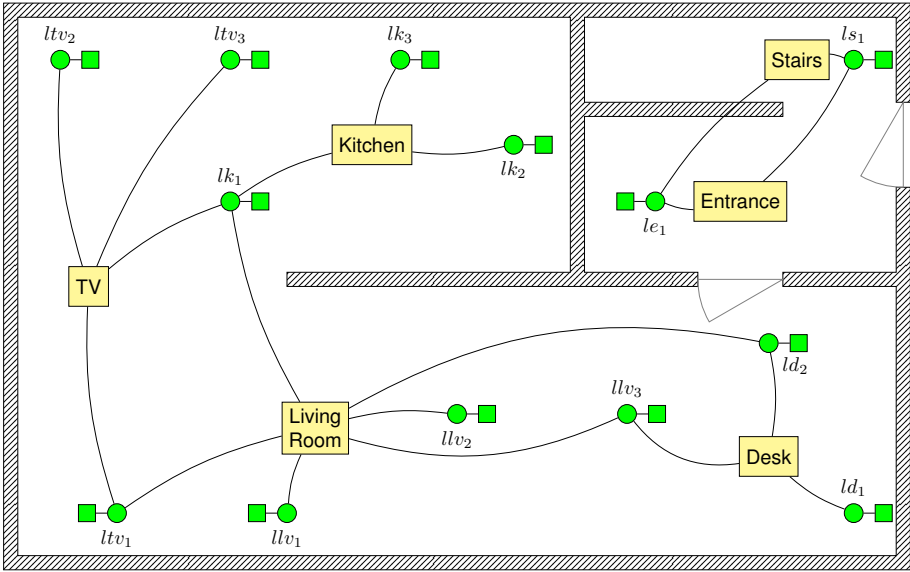 ltv₂
ltv₃
lk₃
ls₁
Stairs
Kitchen
lk₂
lk₁
Entrance
le₁
TV
ld₂
llv₃
Living
Room
llv₂
Desk
ld₁
ltv₁
llv₁